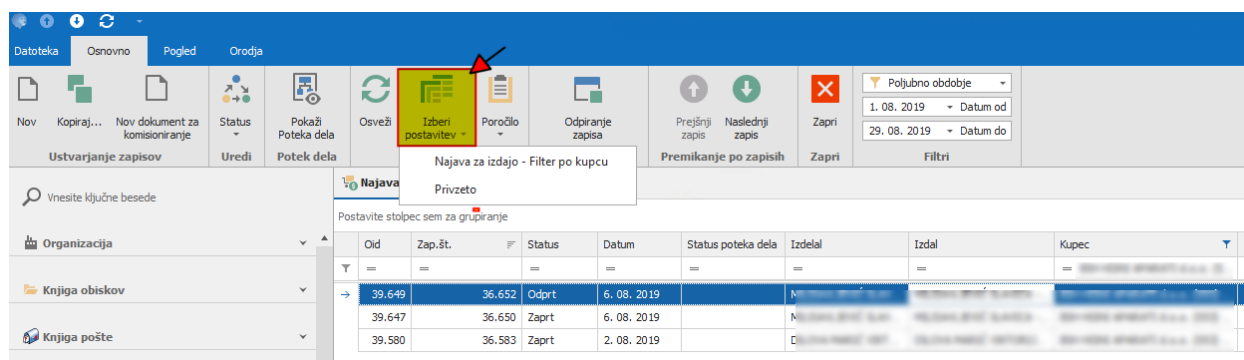 Datoteka Osnovno Pogled Orodja
Nov Kopiraj... Nov dokument za komisioniranje Status Pokaži Poteka dela Osveži Izberi postavitev Poročilo Odpiranje zapisa Prejšnji zapis Naslednji zapis Zapri
Poljubno obdobje
1. 08. 2019 Datum od
29. 08. 2019 Datum do
Ustvarjanje zapisov Uredi Potek dela Premikanje po zapisih Zapri Filtri
Najava za izdajo - Filter po kupcu
Privzeto
Vnesite ključne besede
Najava
Postavite stolpec sem za grupiranje
Organizacija
Knjiga obiskov
Knjiga pošte
Oid Zap.št. Status Datum Status poteka dela Izdelal Izdal Kupec
= = = = = = = =
39.649 36.652 Odprt 6. 08. 2019
39.647 36.650 Zaprt 6. 08. 2019
39.580 36.583 Zaprt 2. 08. 2019